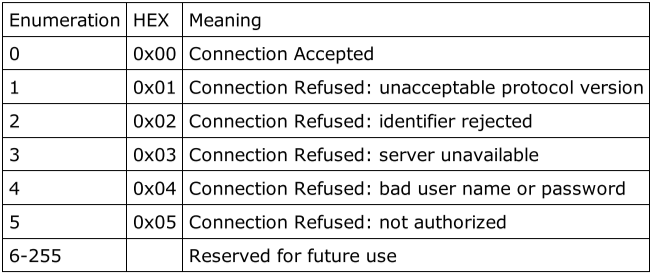 Enumeration HEX Meaning
0 0x00 Connection Accepted
1 0x01 Connection Refused: unacceptable protocol version
2 0x02 Connection Refused: identifier rejected
3 0x03 Connection Refused: server unavailable
4 0x04 Connection Refused: bad user name or password
5 0x05 Connection Refused: not authorized
6-255 Reserved for future use